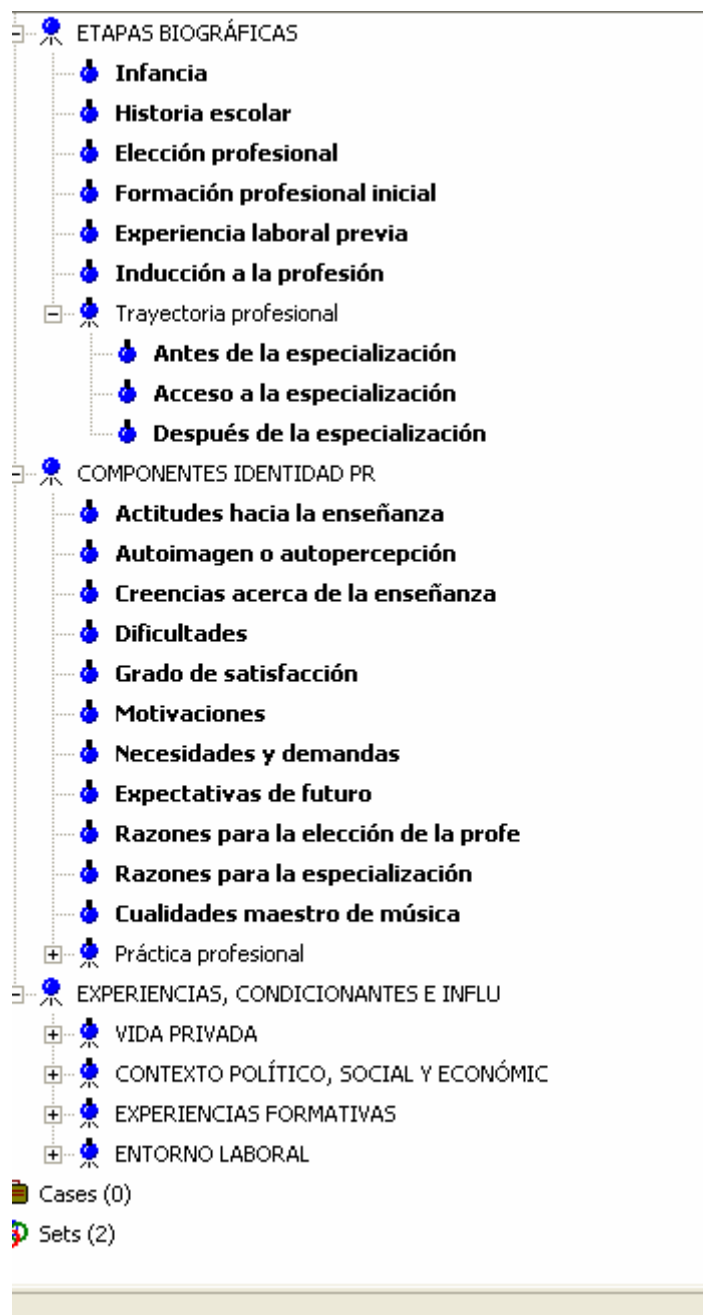 ETAPAS BIOGRÁFICAS
Infancia
Historia escolar
Elección profesional
Formación profesional inicial
Experiencia laboral previa
Inducción a la profesión
Trayectoria profesional
Antes de la especialización
Acceso a la especialización
Después de la especialización
COMPONENTES IDENTIDAD PR
Actitudes hacia la enseñanza
Autoimagen o autopercepción
Creencias acerca de la enseñanza
Dificultades
Grado de satisfacción
Motivaciones
Necesidades y demandas
Expectativas de futuro
Razones para la elección de la profe
Razones para la especialización
Cualidades maestro de música
Práctica profesional
EXPERIENCIAS, CONDICIONANTES E INFLU
VIDA PRIVADA
CONTEXTO POLÍTICO, SOCIAL Y ECONÓMIC
EXPERIENCIAS FORMATIVAS
ENTORNO LABORAL
Cases (0)
Sets (2)